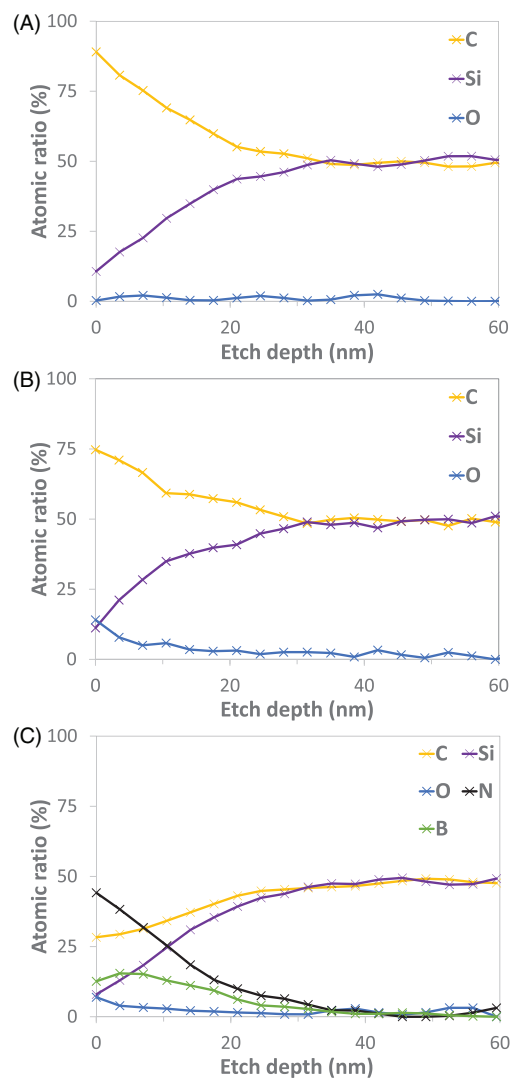 (A)
100
75
50
25
0
Atomic ratio (%)
C
Si
O
0 20 40 60
Etch depth (nm)
(B)
100
75
50
25
0
Atomic ratio (%)
C
Si
O
0 20 40 60
Etch depth (nm)
(C)
100
75
50
25
0
Atomic ratio (%)
C Si
O N
B
0 20 40 60
Etch depth (nm)